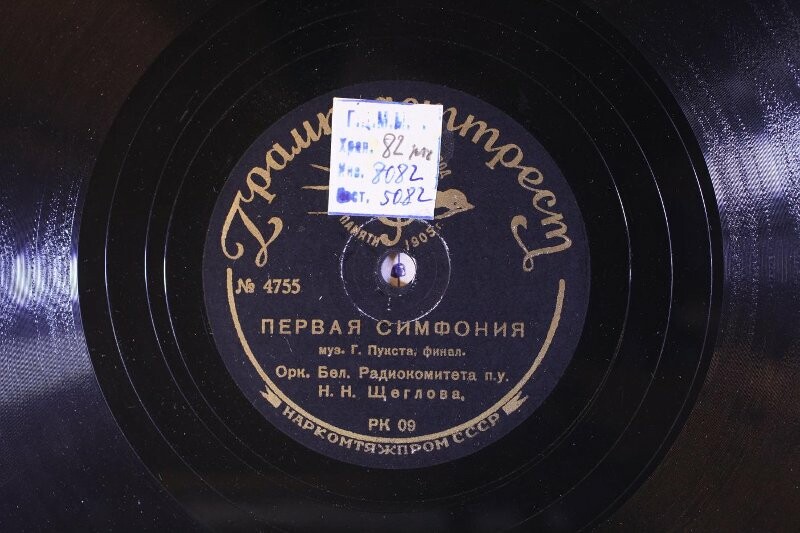 Грампласттрест
Г.Ц.М.М.
Хран. 82 рпк
Инв. 8082
Пост. 5082
ПАМЯТИ 1905 г.
№ 4755
ПЕРВАЯ СИМФОНИЯ
муз. Г. Пукста, финал.
Орк. Бел. Радиокомитета п.у.
Н. Н. Щеглова.
РК 09
НАРКОМТЯЖПРОМ СССР